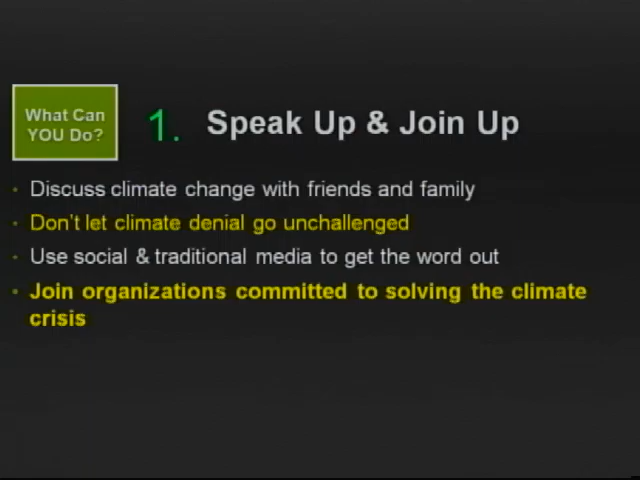 What Can
YOU Do?
1. Speak Up & Join Up
• Discuss climate change with friends and family
• Don't let climate denial go unchallenged
• Use social & traditional media to get the word out
• Join organizations committed to solving the climate
crisis